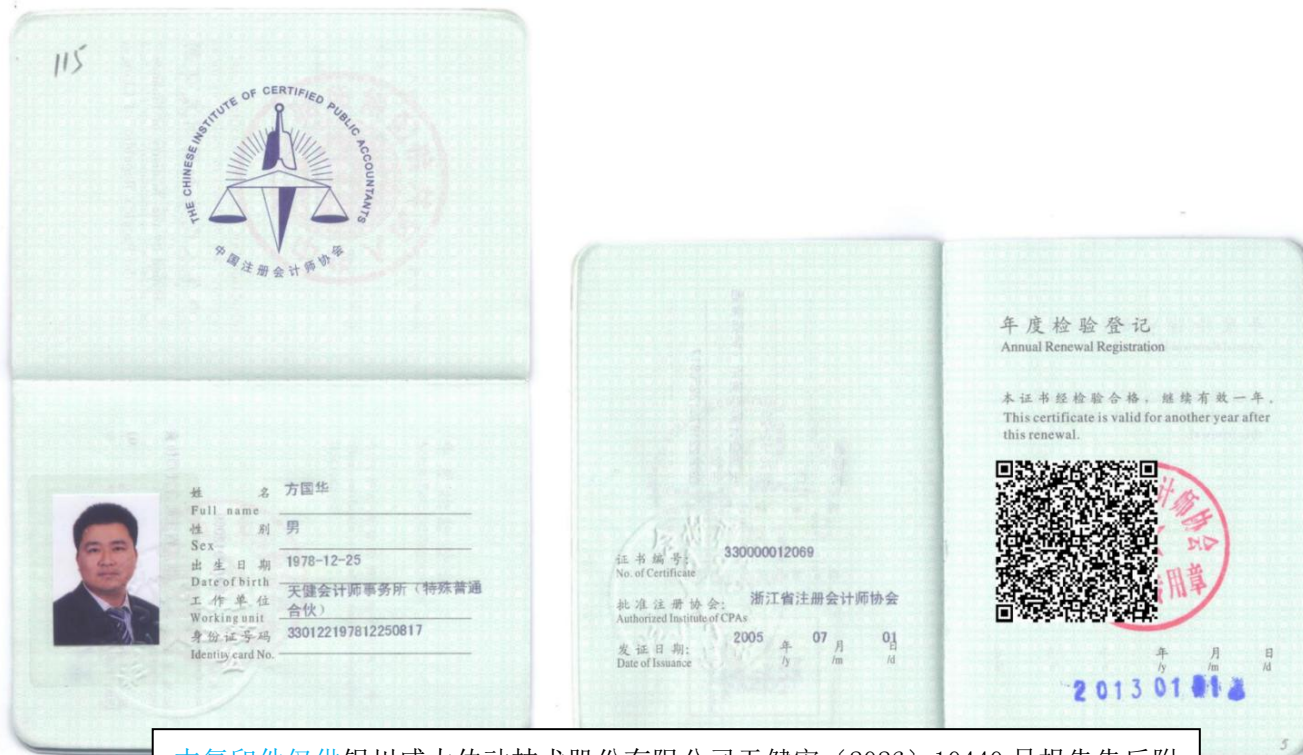 115
THE CHINESE INSTITUTE OF CERTIFIED PUBLIC ACCOUNTANTS
中国注册会计师协会
姓 名 方国华
Full name
性 别 男
Sex
出生日期 1978-12-25
Date of birth
工作单位 天健会计师事务所（特殊普通
Working unit 合伙）
身份证号码 330122197812250817
Identity card No.
证书编号: 330000012069
No. of Certificate
批准注册协会: 浙江省注册会计师协会
Authorized Institute of CPAs
发证日期: 2005 年 07 月 01 日
Date of Issuance /y /m /d
年度检验登记
Annual Renewal Registration
本证书经检验合格，继续有效一年。
This certificate is valid for another year after
this renewal.
计师协会
用章
年 月 日
/y /m /d
2013 01
5